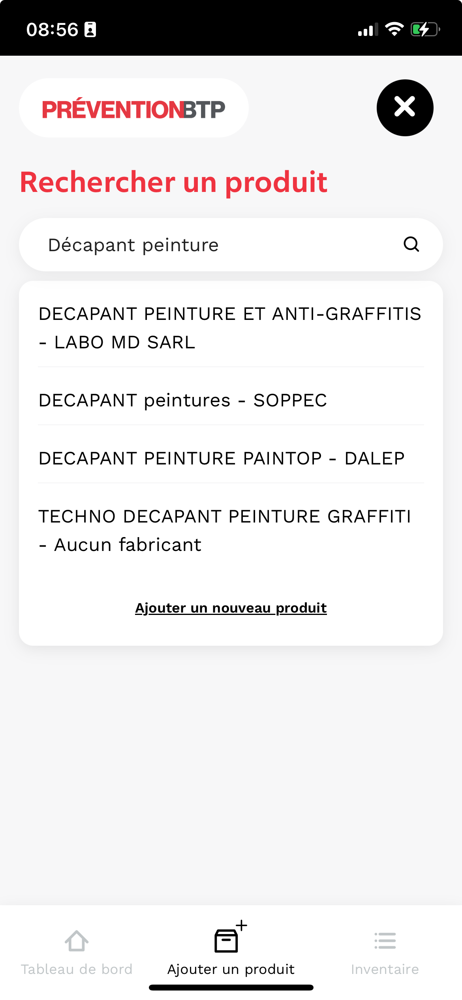 08:56
PRÉVENTIONBTP
Rechercher un produit
Décapant peinture
DECAPANT PEINTURE ET ANTI-GRAFFITIS
- LABO MD SARL
DECAPANT peintures - SOPPEC
DECAPANT PEINTURE PAINTOP - DALEP
TECHNO DECAPANT PEINTURE GRAFFITI
- Aucun fabricant
Ajouter un nouveau produit
Tableau de bord
Ajouter un produit
Inventaire